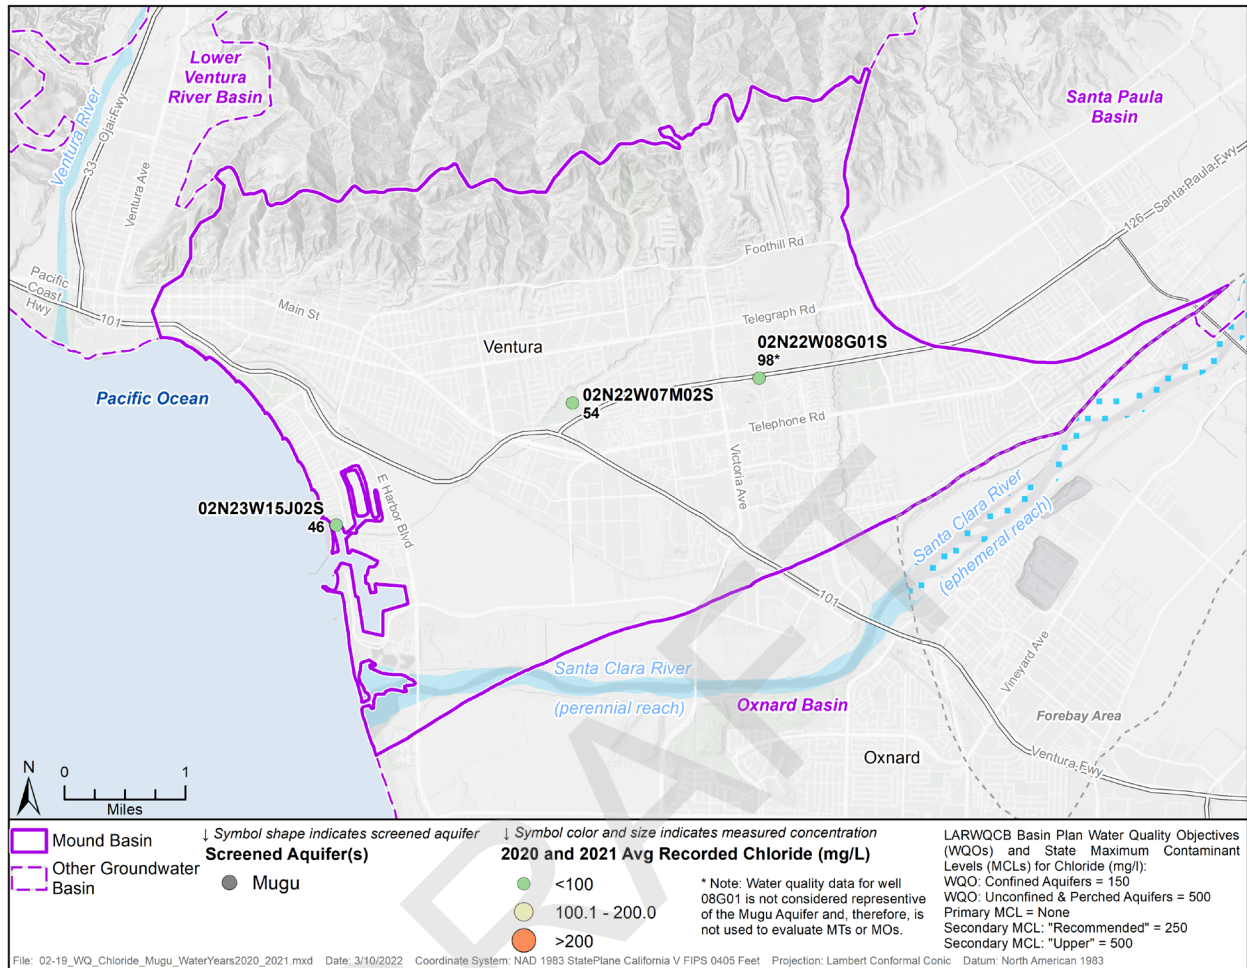 Lower
Ventura
River Basin
Santa Paula
Basin
Ventura River
Ojai Fwy
33
Ventura Ave
126
Santa Paula Fwy
Foothill Rd
Pacific
Coast
Hwy
101
Main St
Telegraph Rd
Ventura
02N22W08G01S
98*
Pacific Ocean
02N22W07M02S
54
Telephone Rd
Victoria Ave
E Harbor Blvd
02N23W15J02S
46
Santa Clara River
(ephemeral reach)
101
Vineyard Ave
Santa Clara River
(perennial reach)
Oxnard Basin
Forebay Area
Oxnard
Ventura Fwy
N
0 1
Miles
DRAFT
Mound Basin
Other Groundwater
Basin
↓ Symbol shape indicates screened aquifer
Screened Aquifer(s)
Mugu
↓ Symbol color and size indicates measured concentration
2020 and 2021 Avg Recorded Chloride (mg/L)
<100
100.1 - 200.0
>200
* Note: Water quality data for well
08G01 is not considered representive
of the Mugu Aquifer and, therefore, is
not used to evaluate MTs or MOs.
LARWQCB Basin Plan Water Quality Objectives
(WQOs) and State Maximum Contaminant
Levels (MCLs) for Chloride (mg/l):
WQO: Confined Aquifers = 150
WQO: Unconfined & Perched Aquifers = 500
Primary MCL = None
Secondary MCL: "Recommended" = 250
Secondary MCL: "Upper" = 500
File: 02-19_WQ_Chloride_Mugu_WaterYears2020_2021.mxd Date: 3/10/2022 Coordinate System: NAD 1983 StatePlane California V FIPS 0405 Feet Projection: Lambert Conformal Conic Datum: North American 1983